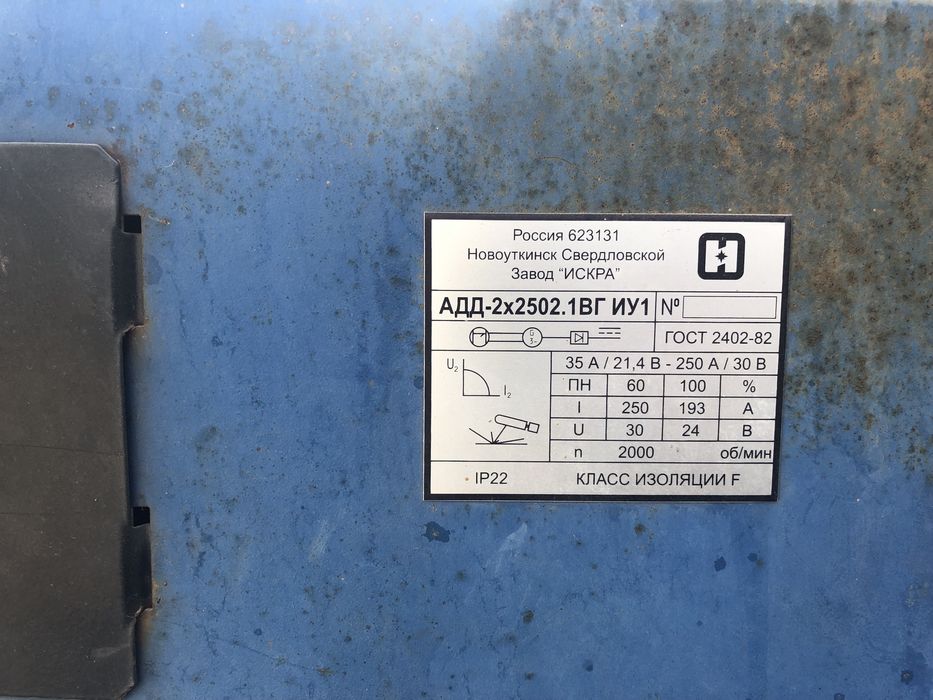 Россия 623131
Новоуткинск Свердловской
Завод "ИСКРА"
АДД-2х2502.1ВГ ИУ1 №
ГОСТ 2402-82
G
3~
U₂
I₂
35 А / 21,4 В - 250 А / 30 В
ПН 60 100 %
I 250 193 А
U 30 24 В
n 2000 об/мин
IP22 КЛАСС ИЗОЛЯЦИИ F